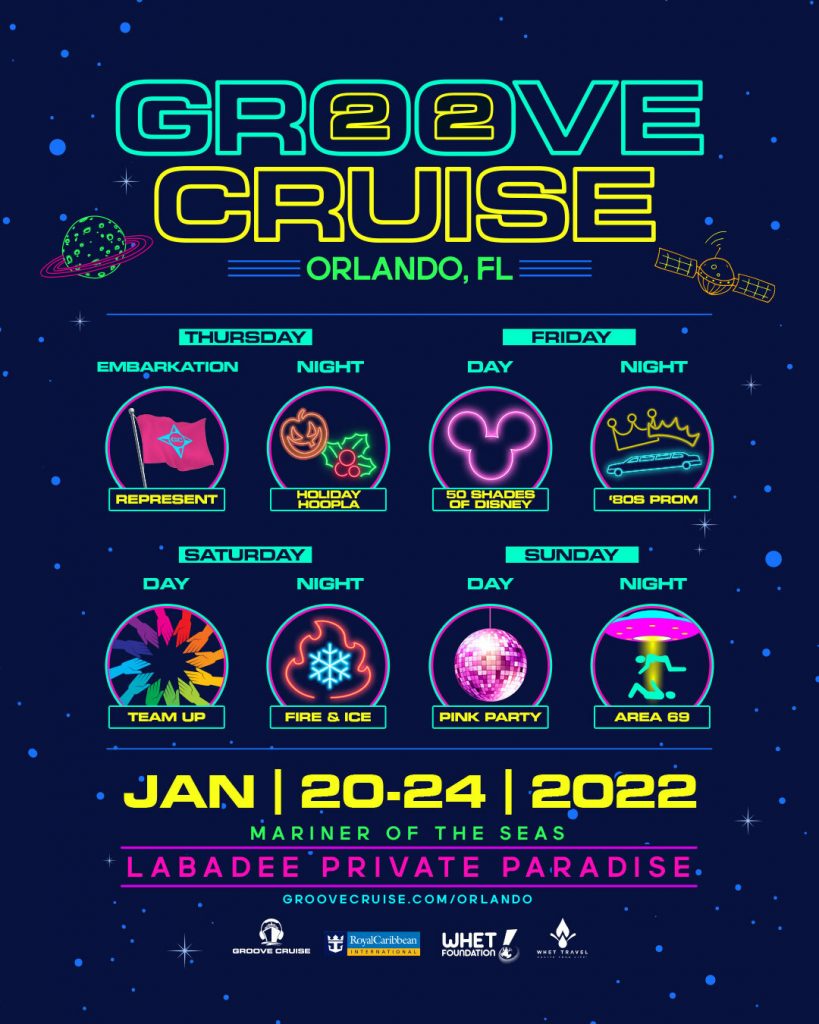 GR22VE
CRUISE
ORLANDO, FL
THURSDAY
EMBARKATION
NIGHT
GC
REPRESENT
HOLIDAY
HOOPLA
FRIDAY
DAY
NIGHT
50 SHADES
OF DISNEY
'80S PROM
SATURDAY
DAY
NIGHT
TEAM UP
FIRE & ICE
SUNDAY
DAY
NIGHT
PINK PARTY
AREA 69
JAN | 20-24 | 2022
MARINER OF THE SEAS
LABADEE PRIVATE PARADISE
GROOVECRUISE.COM/ORLANDO
GROOVE CRUISE
RoyalCaribbean
INTERNATIONAL
WHET!
FOUNDATION
WHET TRAVEL